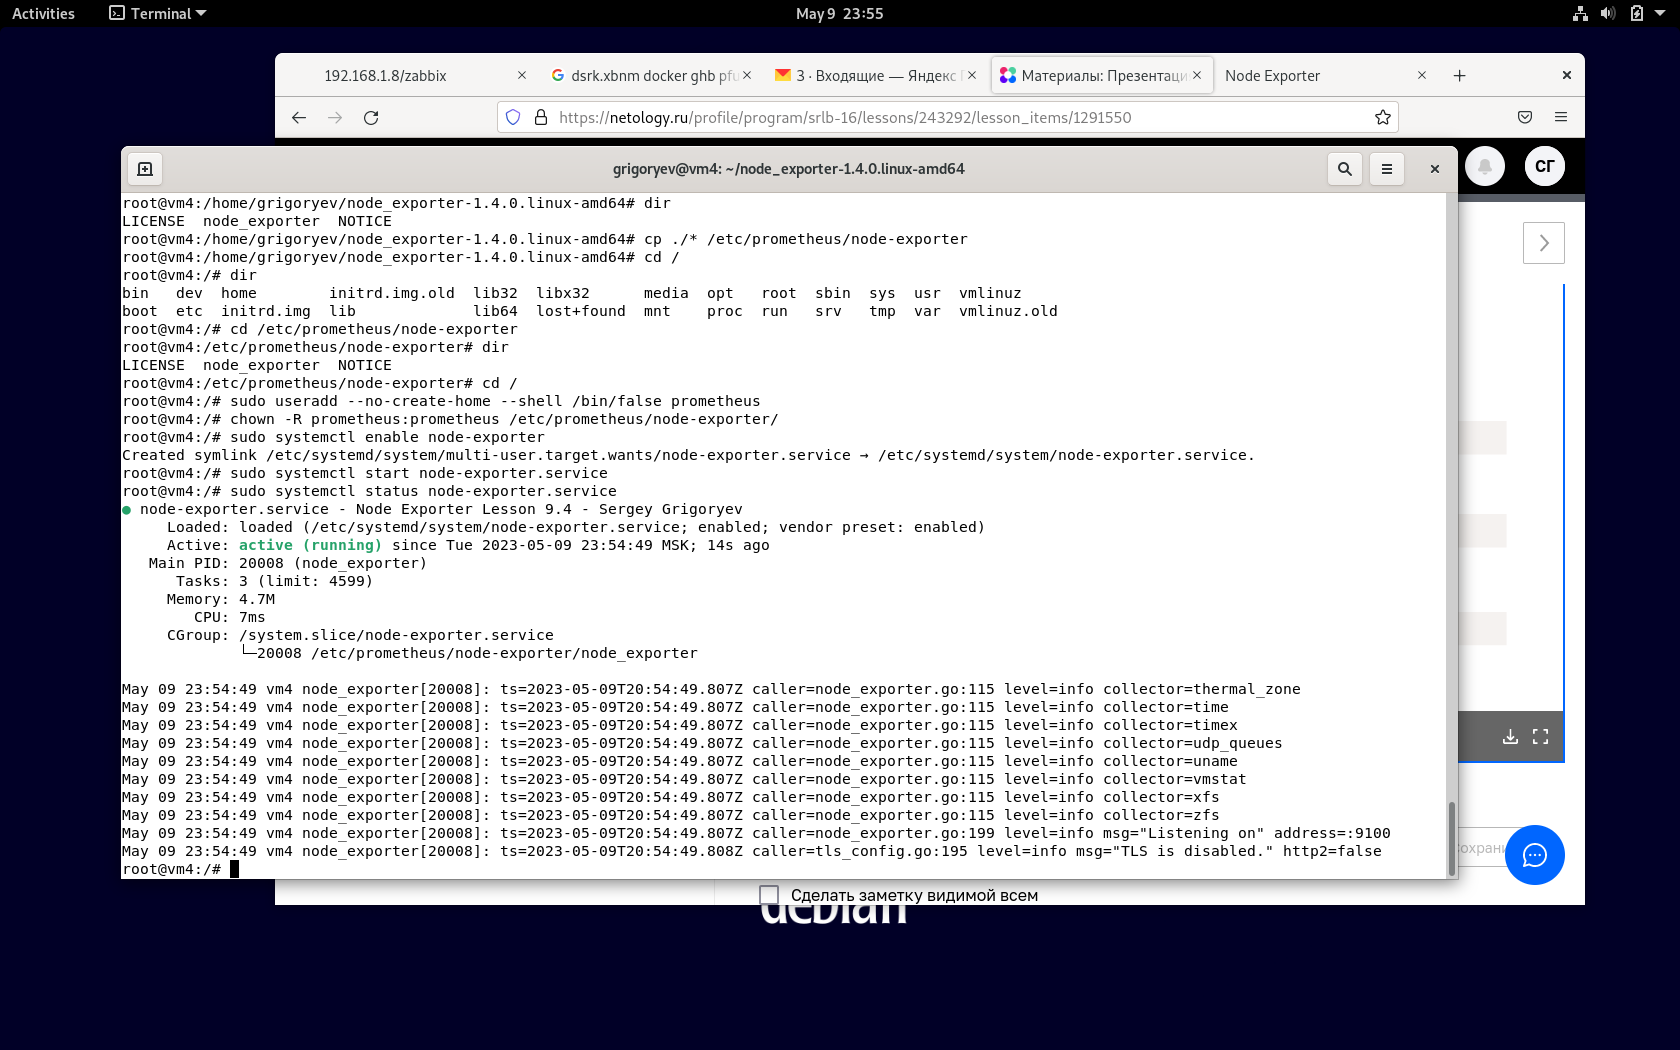 Activities Terminal May 9 23:55
192.168.1.8/zabbix dsrk.xbnm docker ghb pfu 3 · Входящие — Яндекс Материалы: Презентаци Node Exporter
https://netology.ru/profile/program/srlb-16/lessons/243292/lesson_items/1291550
grigoryev@vm4: ~/node_exporter-1.4.0.linux-amd64
СГ
root@vm4:/home/grigoryev/node_exporter-1.4.0.linux-amd64# dir
LICENSE  node_exporter  NOTICE
root@vm4:/home/grigoryev/node_exporter-1.4.0.linux-amd64# cp ./* /etc/prometheus/node-exporter
root@vm4:/home/grigoryev/node_exporter-1.4.0.linux-amd64# cd /
root@vm4:/# dir
bin   dev  home        initrd.img.old  lib32  libx32      media  opt   root  sbin  sys  usr  vmlinuz
boot  etc  initrd.img  lib             lib64  lost+found  mnt    proc  run   srv   tmp  var  vmlinuz.old
root@vm4:/# cd /etc/prometheus/node-exporter
root@vm4:/etc/prometheus/node-exporter# dir
LICENSE  node_exporter  NOTICE
root@vm4:/etc/prometheus/node-exporter# cd /
root@vm4:/# sudo useradd --no-create-home --shell /bin/false prometheus
root@vm4:/# chown -R prometheus:prometheus /etc/prometheus/node-exporter/
root@vm4:/# sudo systemctl enable node-exporter
Created symlink /etc/systemd/system/multi-user.target.wants/node-exporter.service → /etc/systemd/system/node-exporter.service.
root@vm4:/# sudo systemctl start node-exporter.service
root@vm4:/# sudo systemctl status node-exporter.service
● node-exporter.service - Node Exporter Lesson 9.4 - Sergey Grigoryev
     Loaded: loaded (/etc/systemd/system/node-exporter.service; enabled; vendor preset: enabled)
     Active: active (running) since Tue 2023-05-09 23:54:49 MSK; 14s ago
   Main PID: 20008 (node_exporter)
      Tasks: 3 (limit: 4599)
     Memory: 4.7M
        CPU: 7ms
     CGroup: /system.slice/node-exporter.service
             └─20008 /etc/prometheus/node-exporter/node_exporter
May 09 23:54:49 vm4 node_exporter[20008]: ts=2023-05-09T20:54:49.807Z caller=node_exporter.go:115 level=info collector=thermal_zone
May 09 23:54:49 vm4 node_exporter[20008]: ts=2023-05-09T20:54:49.807Z caller=node_exporter.go:115 level=info collector=time
May 09 23:54:49 vm4 node_exporter[20008]: ts=2023-05-09T20:54:49.807Z caller=node_exporter.go:115 level=info collector=timex
May 09 23:54:49 vm4 node_exporter[20008]: ts=2023-05-09T20:54:49.807Z caller=node_exporter.go:115 level=info collector=udp_queues
May 09 23:54:49 vm4 node_exporter[20008]: ts=2023-05-09T20:54:49.807Z caller=node_exporter.go:115 level=info collector=uname
May 09 23:54:49 vm4 node_exporter[20008]: ts=2023-05-09T20:54:49.807Z caller=node_exporter.go:115 level=info collector=vmstat
May 09 23:54:49 vm4 node_exporter[20008]: ts=2023-05-09T20:54:49.807Z caller=node_exporter.go:115 level=info collector=xfs
May 09 23:54:49 vm4 node_exporter[20008]: ts=2023-05-09T20:54:49.807Z caller=node_exporter.go:115 level=info collector=zfs
May 09 23:54:49 vm4 node_exporter[20008]: ts=2023-05-09T20:54:49.807Z caller=node_exporter.go:199 level=info msg="Listening on" address=:9100
May 09 23:54:49 vm4 node_exporter[20008]: ts=2023-05-09T20:54:49.808Z caller=tls_config.go:195 level=info msg="TLS is disabled." http2=false
root@vm4:/#
Сделать заметку видимой всем
debian